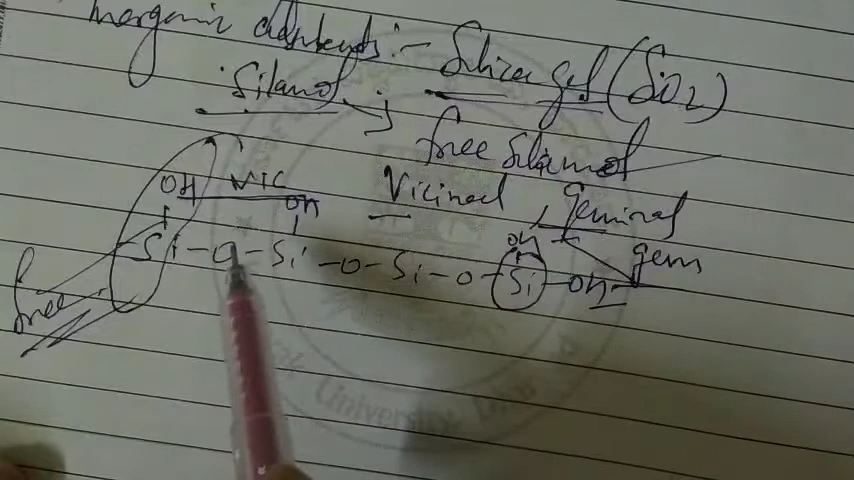 Inorganic adsorbents:- Silica gel (SiO2)
Silanol
free silanol
Vicinal, Geminal
OH VIC OH OH gem
Si-O-Si-O-Si-O-Si-OH
free
University